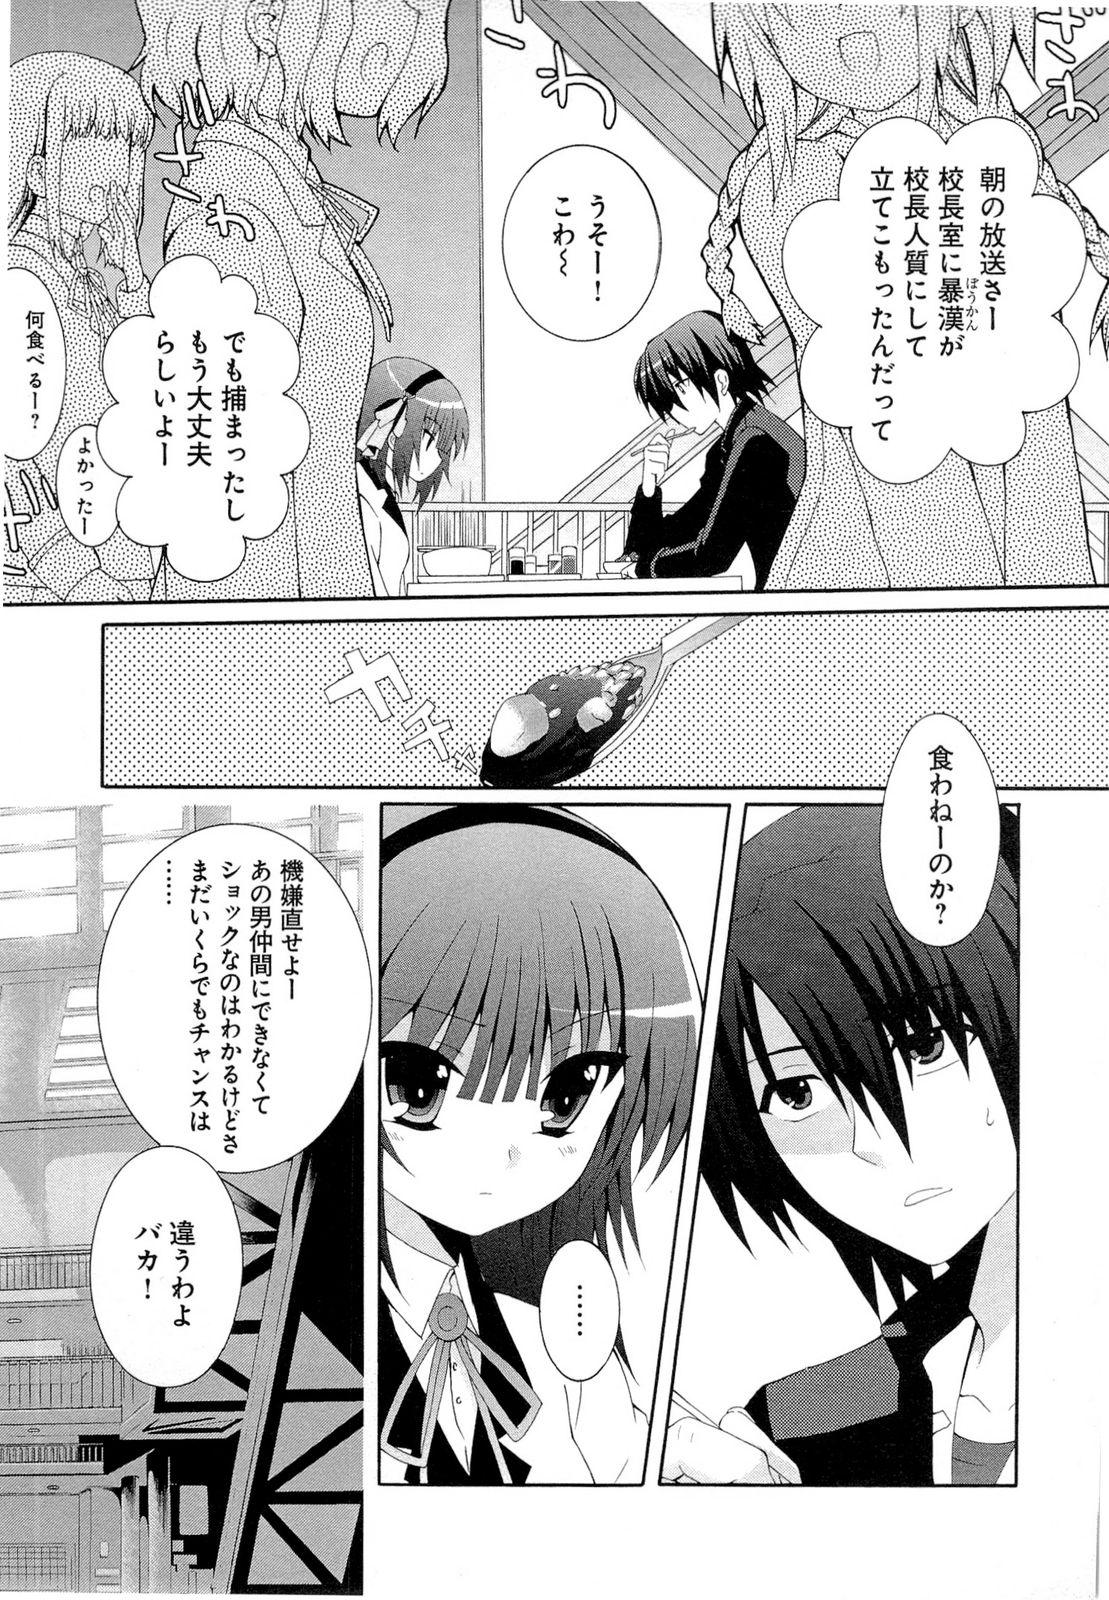 朝の放送さー
校長室に暴漢が
ぼうかん
校長人質にして
立てこもったんだって
うそー！
こわ〜
でも捕まったし
もう大丈夫
らしいよー
何食べるー？
よかったー
カチャ
食わねーのか？
……
機嫌直せよー
あの男仲間にできなくて
ショックなのはわかるけどさ
まだいくらでもチャンスは
……
違うわよ
バカ！